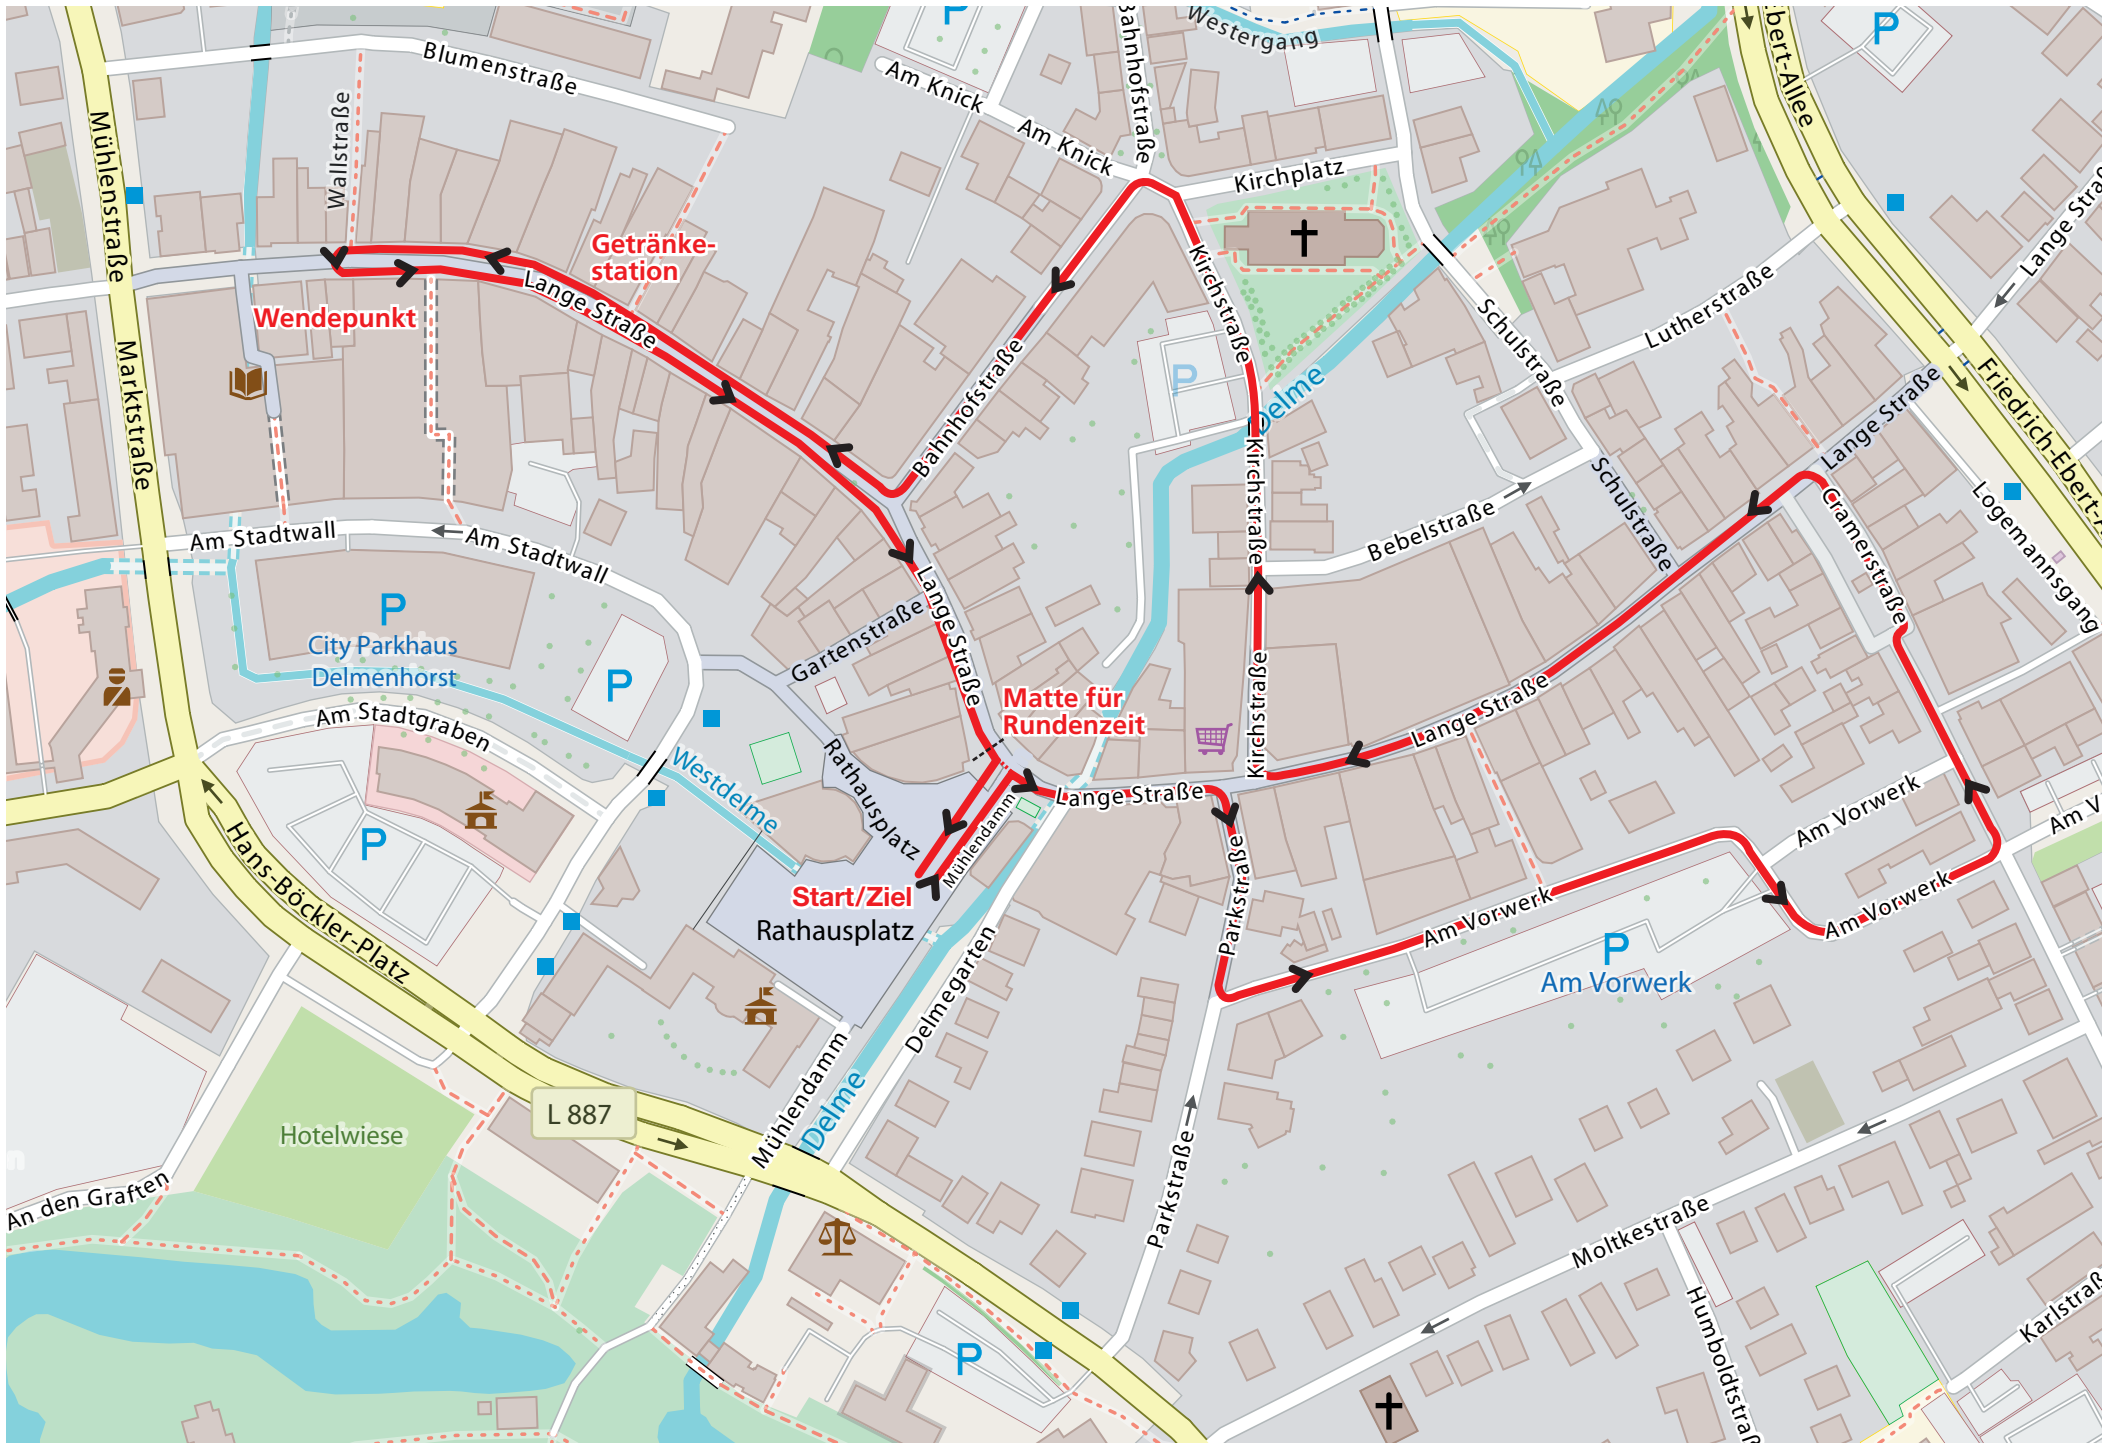 P
Bahnhofstraße
Westergang
Ebert-Allee
P
Blumenstraße
Am Knick
Am Knick
Mühlenstraße
Wallstraße
Kirchplatz
Lange Straß
Getränke-
station
Kirchstraße
Lange Straße
Wendepunkt
Schulstraße
Lutherstraße
Marktstraße
Bahnhofstraße
P
Delme
Friedrich-Ebert-A
Lange Straße
Kirchstraße
Schulstraße
Cramerstraße
Logemannsgang
Am Stadtwall
Am Stadtwall
Bebelstraße
P
City Parkhaus
Delmenhorst
Gartenstraße
Lange Straße
P
Kirchstraße
Lange Straße
Matte für
Rundenzeit
Am Stadtgraben
Westdelme
Rathausplatz
Mühlendamm
Lange Straße
Am Vorwerk
Am V
P
Hans-Böckler-Platz
Parkstraße
Start/Ziel
Rathausplatz
Am Vorwerk
Am Vorwerk
P
Am Vorwerk
Delmegarten
Mühlendamm
Delme
L 887
Hotelwiese
An den Graften
Parkstraße
Moltkestraße
Humboldtstraß
Karlstraß
P